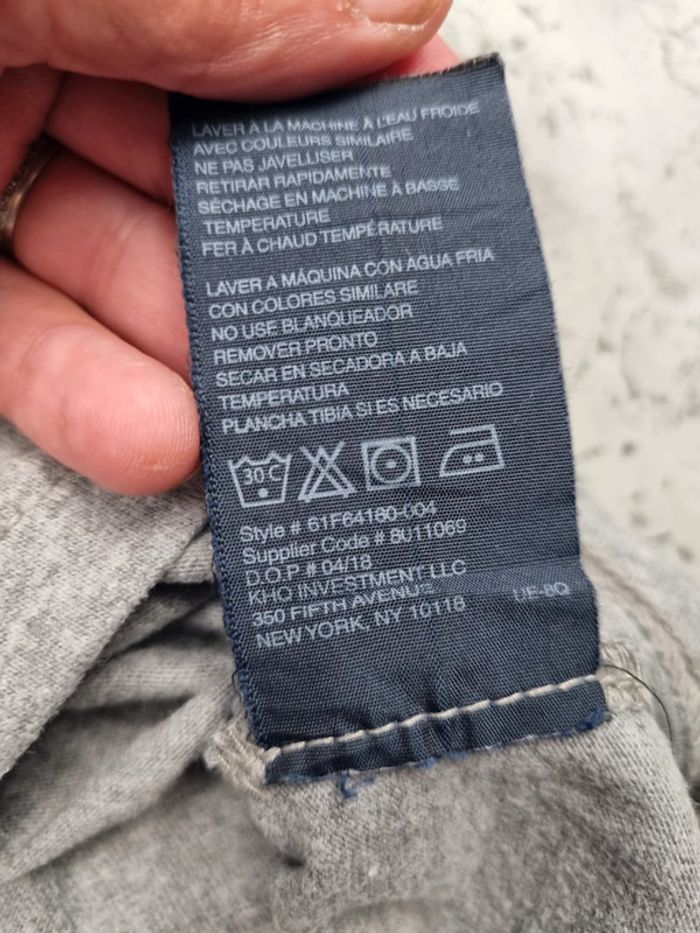 LAVER À LA MACHINE À L'EAU FROIDE
AVEC COULEURS SIMILAIRE
NE PAS JAVELLISER
RETIRAR RAPIDAMENTE
SÉCHAGE EN MACHINE À BASSE
TEMPERATURE
FER À CHAUD TEMPÉRATURE
LAVER A MÁQUINA CON AGUA FRIA
CON COLORES SIMILARE
NO USE BLANQUEADOR
REMOVER PRONTO
SECAR EN SECADORA A BAJA
TEMPERATURA
PLANCHA TIBIA SI ES NECESARIO
30 C
Style # 61F64180-004
Supplier Code # 8011069
D.O.P # 04/18
KHO INVESTMENT LLC
350 FIFTH AVENUE
NEW YORK, NY 10118
UE-8Q